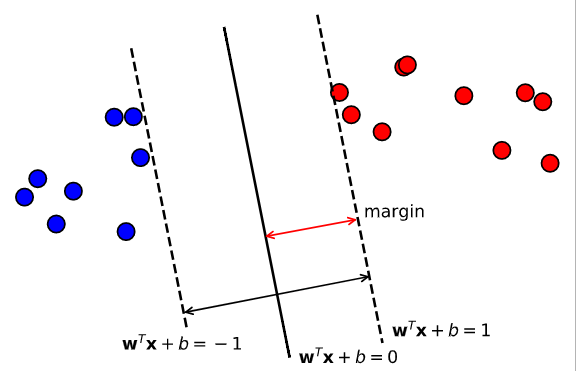 margin
𝐰ᵀ𝐱 + b = 1
𝐰ᵀ𝐱 + b = −1
𝐰ᵀ𝐱 + b = 0